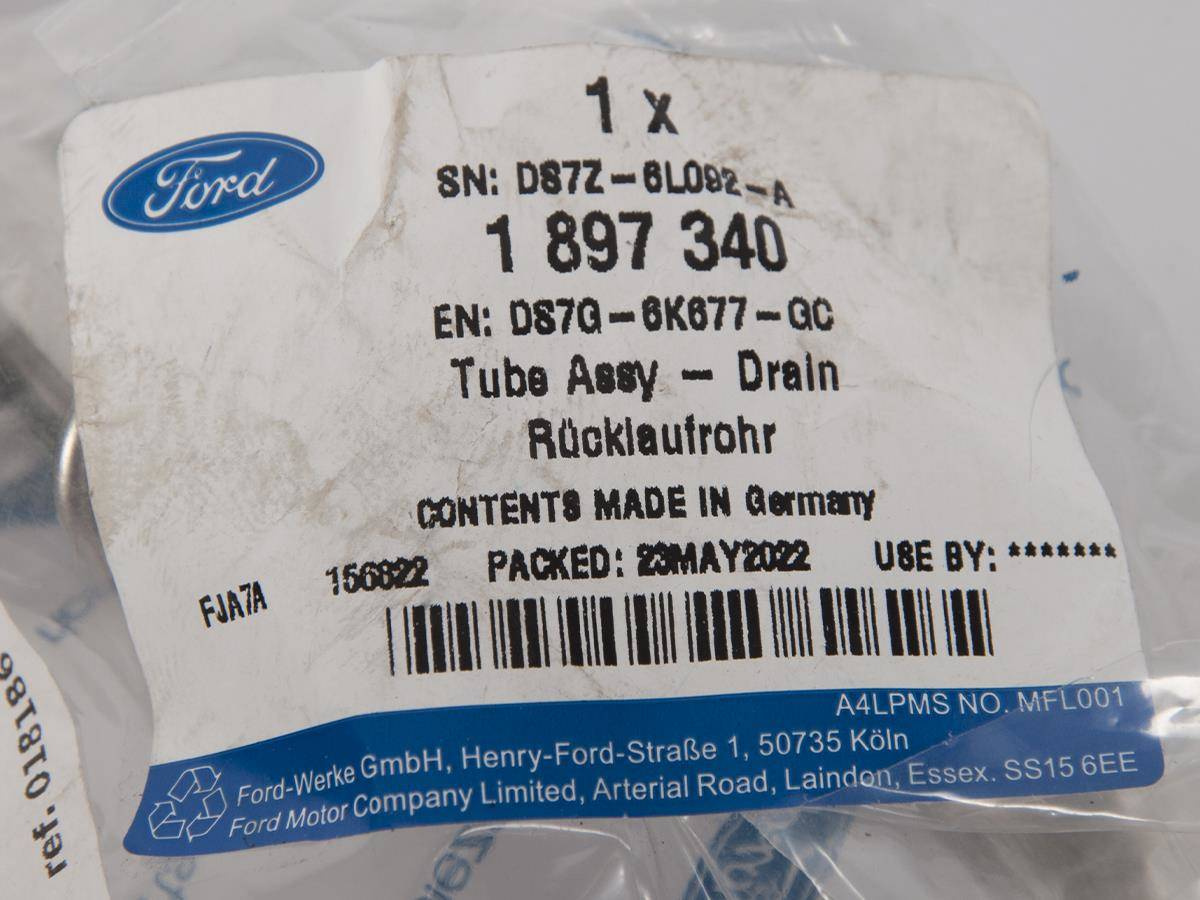 Ford
1 x
SN: DS7Z-6L092-A
1 897 340
EN: DS7G-6K677-GC
Tube Assy - Drain
Rücklaufrohr
CONTENTS MADE IN Germany
FJA7A 156822 PACKED: 23MAY2022 USE BY: *******
A4LPMS NO. MFL001
Ford-Werke GmbH, Henry-Ford-Straße 1, 50735 Köln
Ford Motor Company Limited, Arterial Road, Laindon, Essex. SS15 6EE
ref. 018186